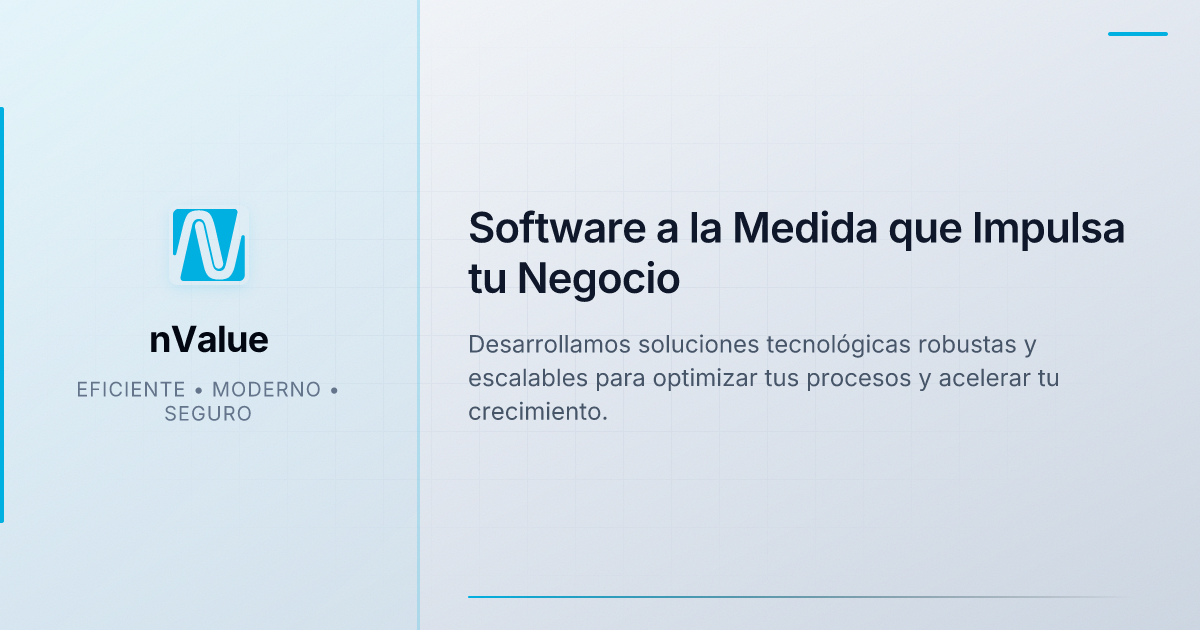 nValue
EFICIENTE • MODERNO •
SEGURO
Software a la Medida que Impulsa
tu Negocio
Desarrollamos soluciones tecnológicas robustas y
escalables para optimizar tus procesos y acelerar tu
crecimiento.